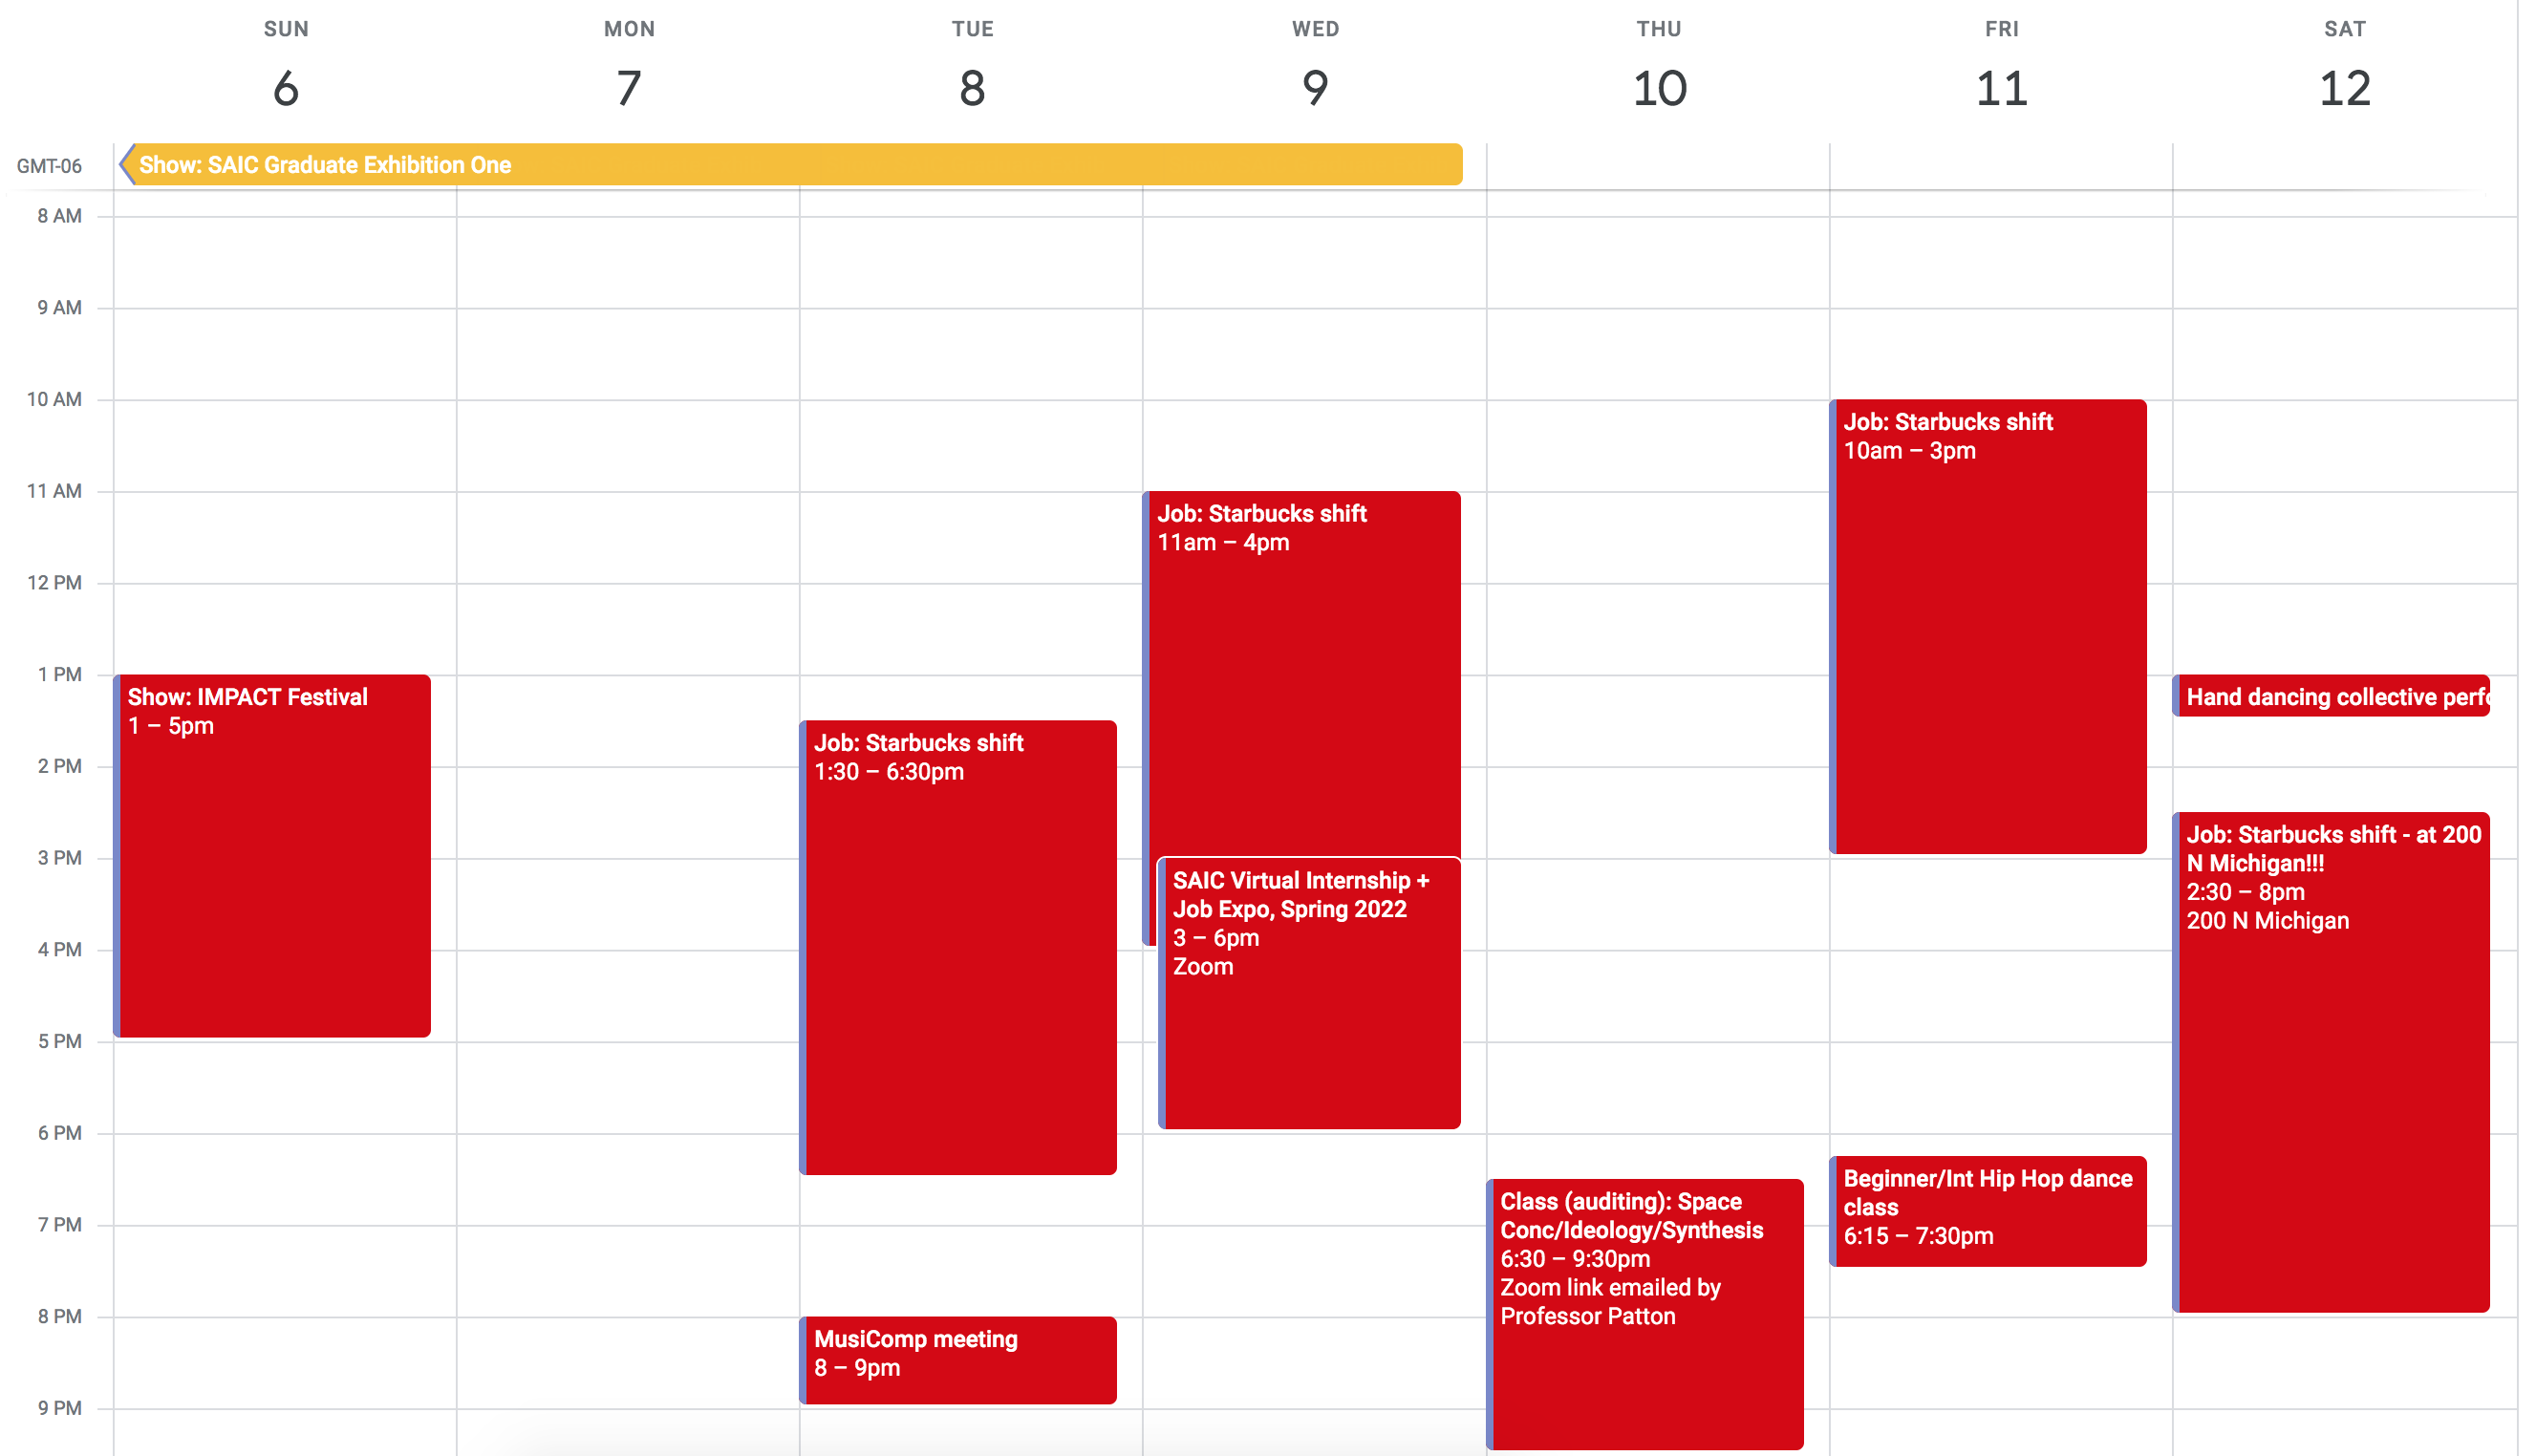 SUN
MON
TUE
WED
THU
FRI
SAT
6
7
8
9
10
11
12
GMT-06
Show: SAIC Graduate Exhibition One
8 AM
9 AM
10 AM
11 AM
12 PM
1 PM
2 PM
3 PM
4 PM
5 PM
6 PM
7 PM
8 PM
9 PM
Show: IMPACT Festival
1 – 5pm
Job: Starbucks shift
1:30 – 6:30pm
MusiComp meeting
8 – 9pm
Job: Starbucks shift
11am – 4pm
SAIC Virtual Internship +
Job Expo, Spring 2022
3 – 6pm
Zoom
Class (auditing): Space
Conc/Ideology/Synthesis
6:30 – 9:30pm
Zoom link emailed by
Professor Patton
Job: Starbucks shift
10am – 3pm
Beginner/Int Hip Hop dance
class
6:15 – 7:30pm
Hand dancing collective
Job: Starbucks shift - at 200
N Michigan!!!
2:30 – 8pm
200 N Michigan